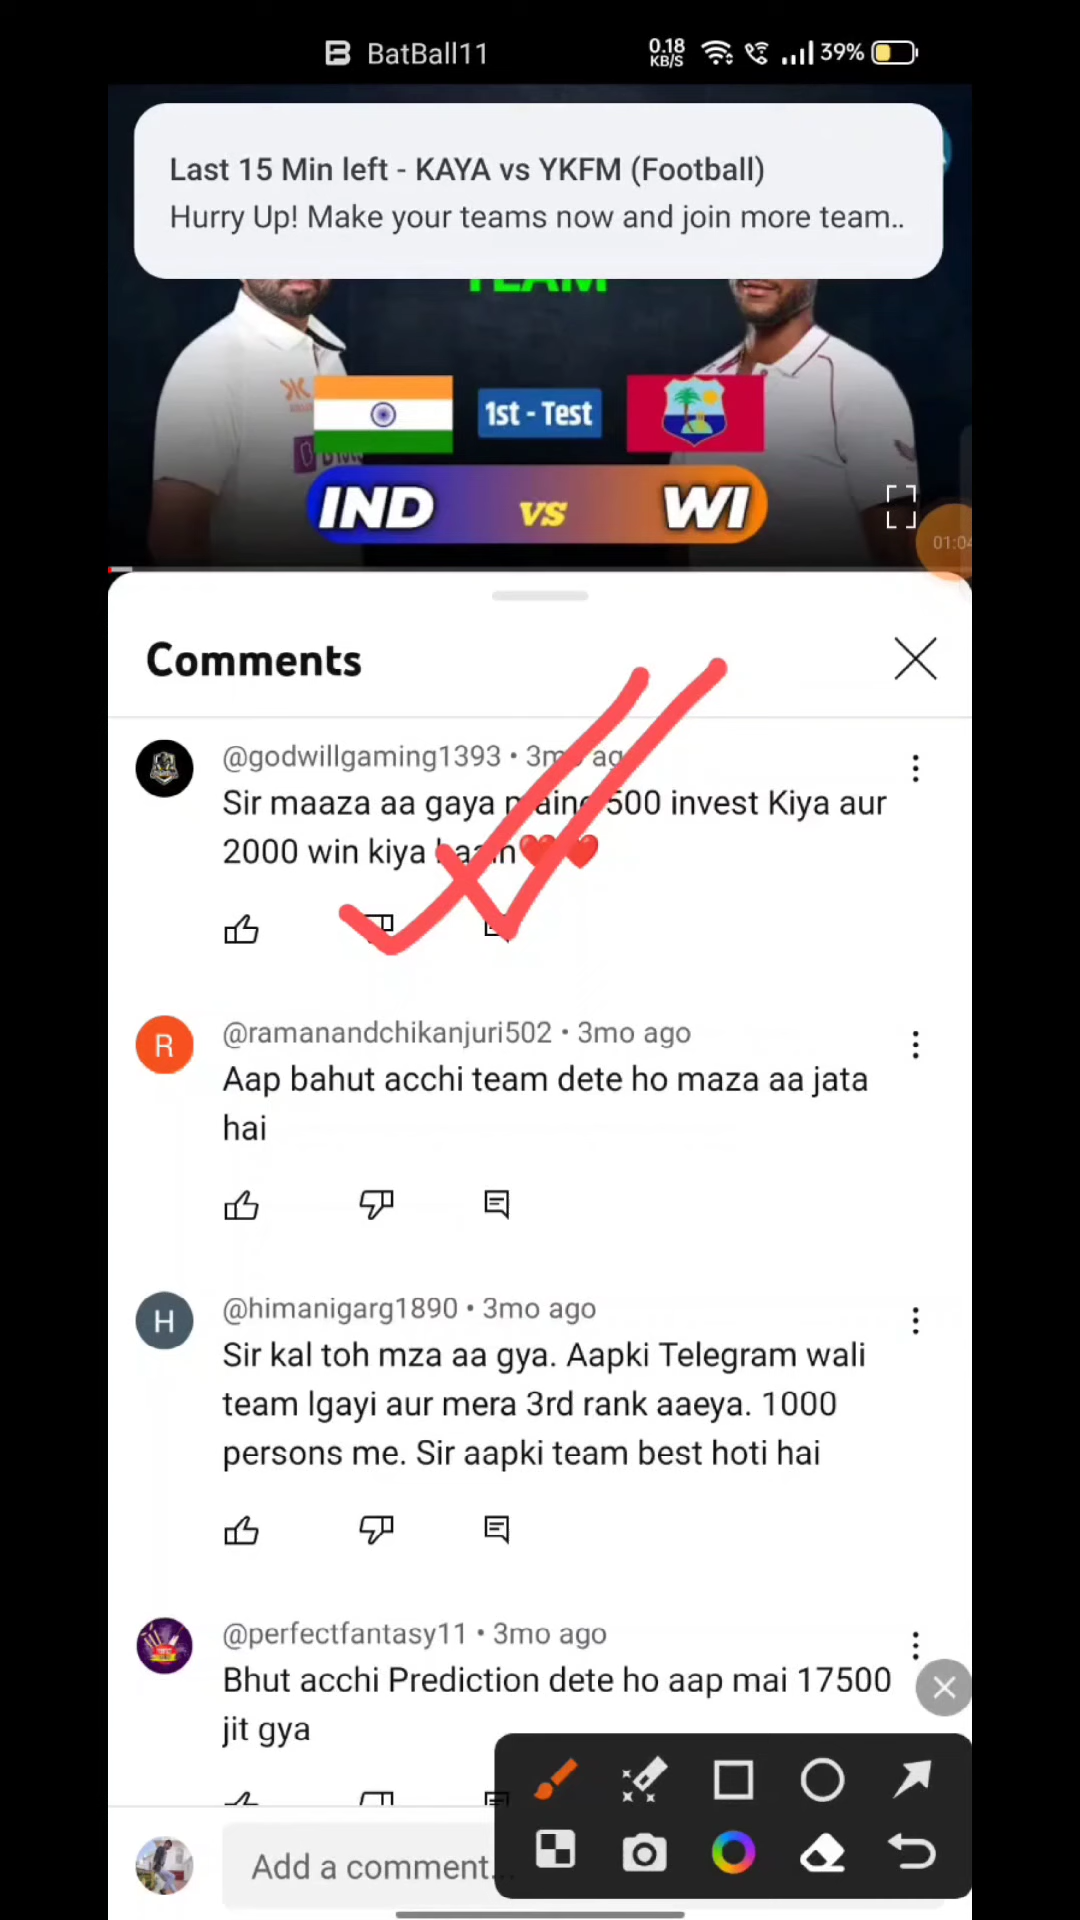 BatBall11
0.18 KB/S
39%
Last 15 Min left - KAYA vs YKFM (Football)
Hurry Up! Make your teams now and join more team..
TEAM
1st - Test
IND vs WI
01:04
Comments
@godwillgaming1393 • 3mo ago
Sir maaza aa gaya maine 500 invest Kiya aur
2000 win kiya haain❤️❤️
@ramanandchikanjuri502 • 3mo ago
Aap bahut acchi team dete ho maza aa jata
hai
@himanigarg1890 • 3mo ago
Sir kal toh mza aa gya. Aapki Telegram wali
team lgayi aur mera 3rd rank aaeya. 1000
persons me. Sir aapki team best hoti hai
@perfectfantasy11 • 3mo ago
Bhut acchi Prediction dete ho aap mai 17500
jit gya
Add a comment...
R
H